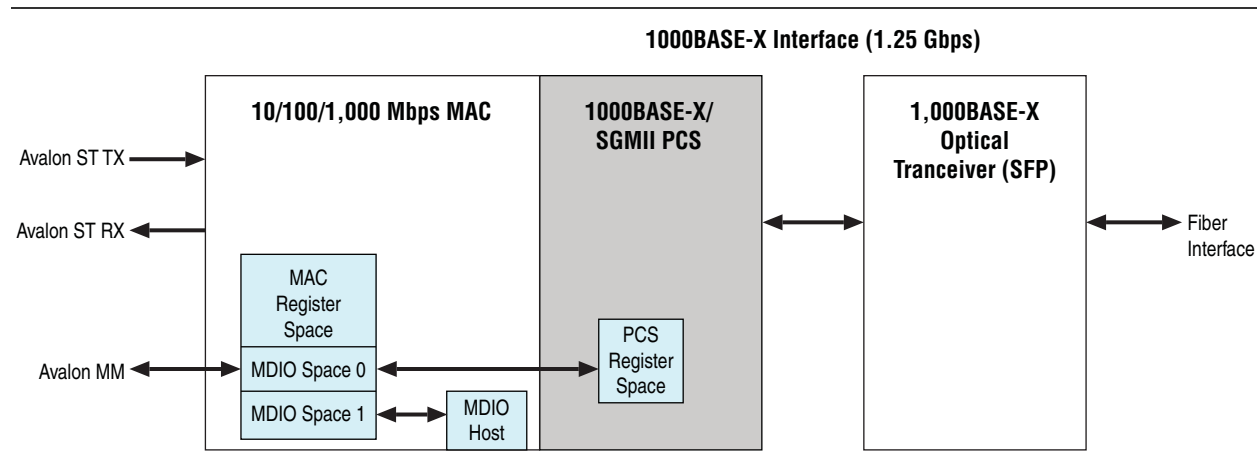 1000BASE-X Interface (1.25 Gbps)
10/100/1,000 Mbps MAC
1000BASE-X/
SGMII PCS
1,000BASE-X
Optical
Tranceiver (SFP)
Avalon ST TX
Avalon ST RX
Fiber
Interface
MAC
Register
Space
PCS
Register
Space
Avalon MM
MDIO Space 0
MDIO Space 1
MDIO
Host